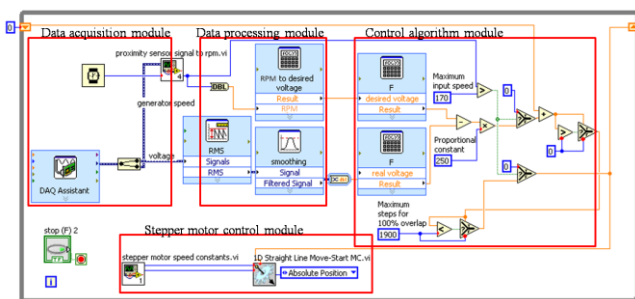 Data acquisition module
Data processing module
Control algorithm module
proximity sensor signal to rpm.vi
0
4
DBL
generator speed
RPM to desired
voltage
Result
RPM
F
desired voltage
Result
Maximum
input speed
170
0
Proportional
constant
250
0
0
voltage
DAQ Assistant
RMS
Signals
RMS
smoothing
Signal
Filtered Signal
F
real voltage
Result
Maximum
steps for
100% overlap
1900
stop (F) 2
i
Stepper motor control module
stepper motor speed constants.vi
1
1D Straight Line Move-Start MC.vi
Absolute Position